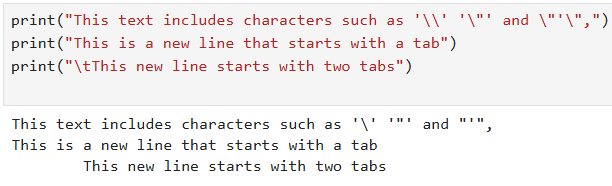 print("This text includes characters such as '\\' '\"' and \"'\",")
print("This is a new line that starts with a tab")
print("\tThis new line starts with two tabs")
This text includes characters such as '\' '"' and "'",
This is a new line that starts with a tab
        This new line starts with two tabs